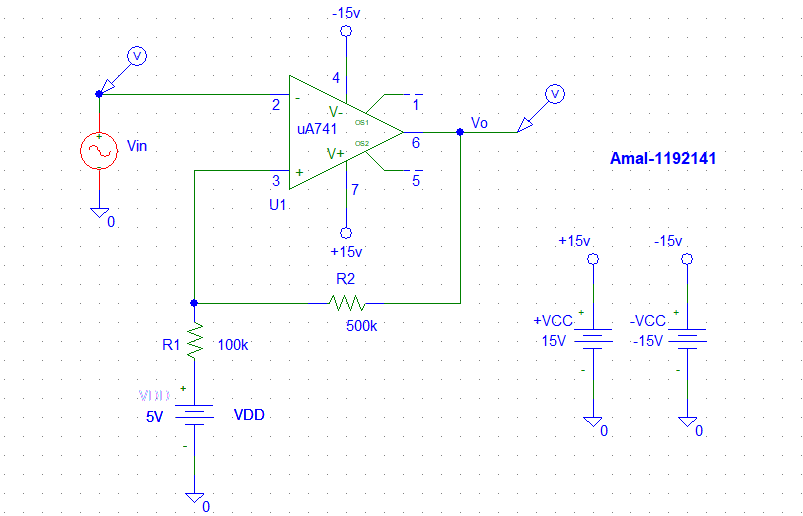 -15v
V
4
V
2
-
1
V-
OS1
Vo
uA741
6
Vin
OS2
V+
Amal-1192141
3
+
5
7
U1
0
+15v
+15v
-15v
R2
500k
+VCC
15V
-VCC
-15V
R1
100k
VDD
5V
VDD
0
0
0